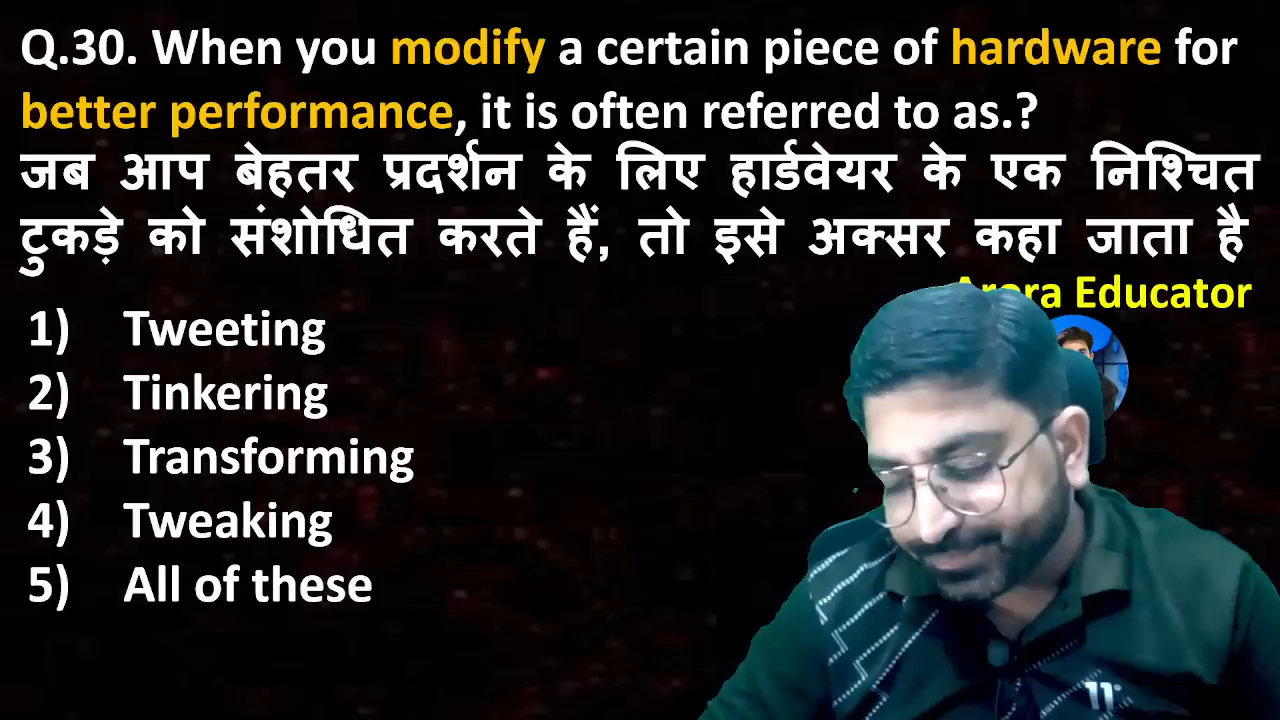 Q.30. When you modify a certain piece of hardware for
better performance, it is often referred to as.?
जब आप बेहतर प्रदर्शन के लिए हार्डवेयर के एक निश्चित
टुकड़े को संशोधित करते हैं, तो इसे अक्सर कहा जाता है
Arora Educator
1) Tweeting
2) Tinkering
3) Transforming
4) Tweaking
5) All of these
11